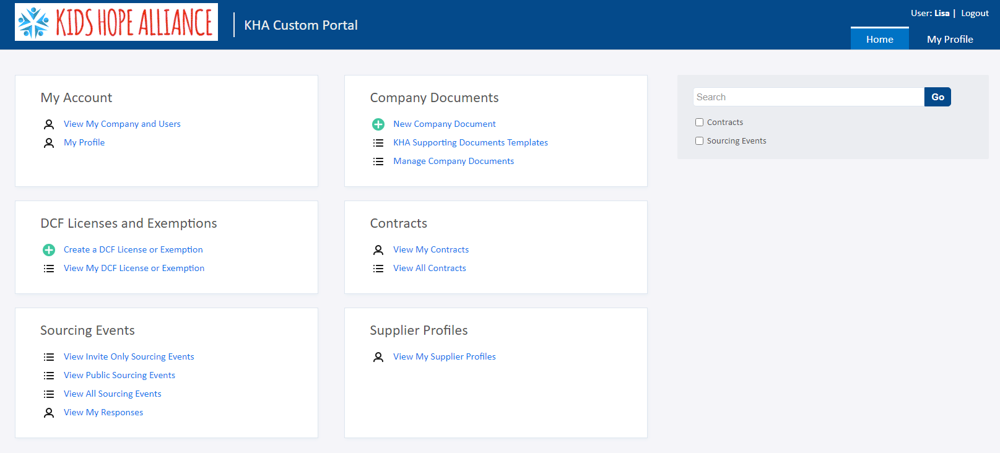 KIDS HOPE ALLIANCE
KHA Custom Portal
User: Lisa | Logout
Home
My Profile
My Account
View My Company and Users
My Profile
Company Documents
New Company Document
KHA Supporting Documents Templates
Manage Company Documents
Search
Go
Contracts
Sourcing Events
DCF Licenses and Exemptions
Create a DCF License or Exemption
View My DCF License or Exemption
Contracts
View My Contracts
View All Contracts
Sourcing Events
View Invite Only Sourcing Events
View Public Sourcing Events
View All Sourcing Events
View My Responses
Supplier Profiles
View My Supplier Profiles